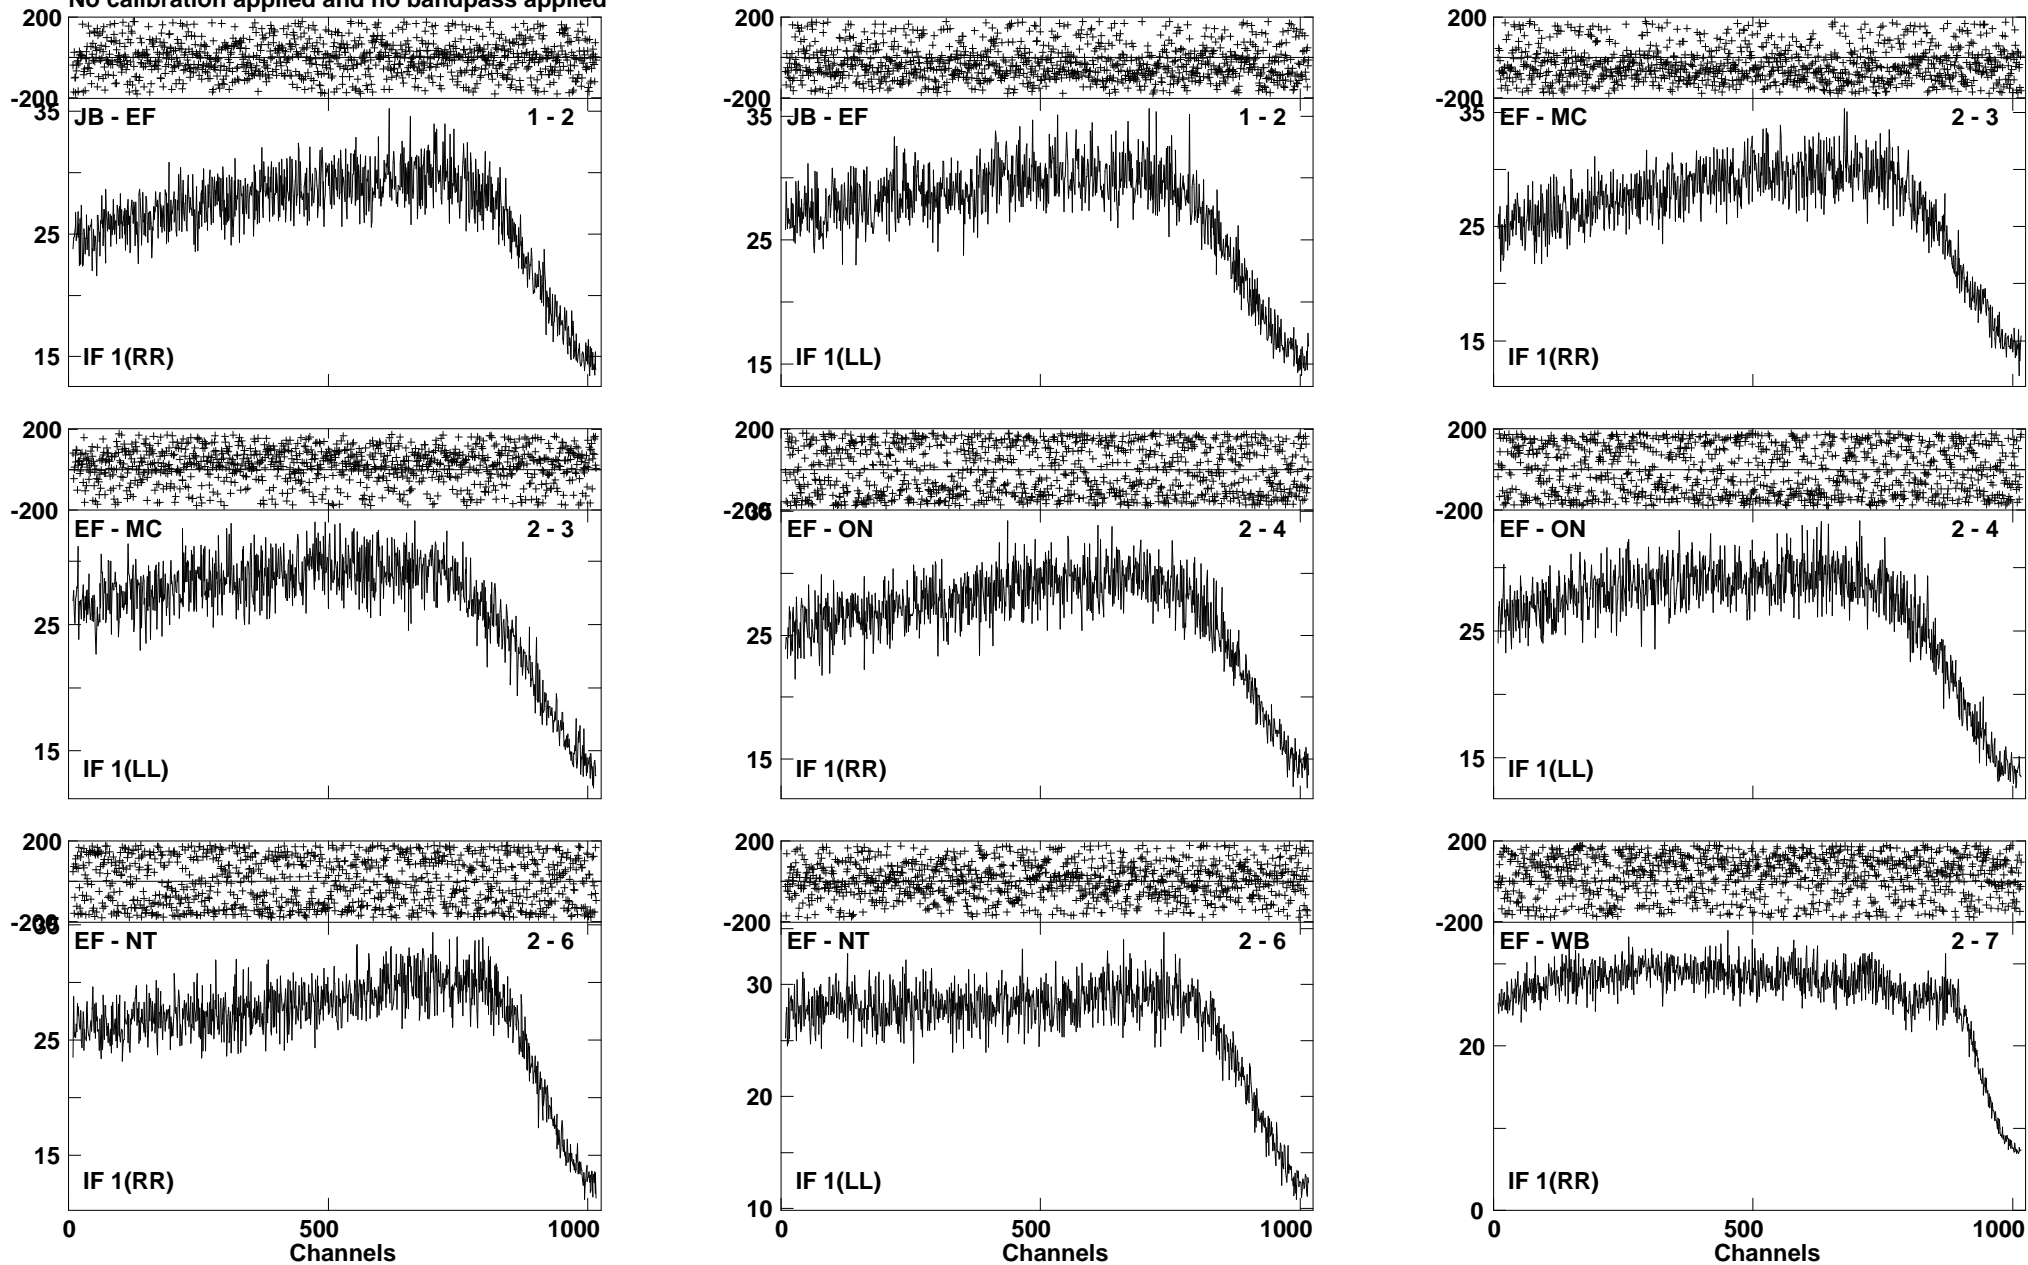 No calibration applied and no bandpass applied
200
-200
35
JB - EF 1 - 2
25
15
IF 1(RR)
200
-200
35
JB - EF 1 - 2
25
15
IF 1(LL)
200
-200
35
EF - MC 2 - 3
25
15
IF 1(RR)
200
-200
EF - MC 2 - 3
25
15
IF 1(LL)
200
-200
35
EF - ON 2 - 4
25
15
IF 1(RR)
200
-200
EF - ON 2 - 4
25
15
IF 1(LL)
200
-200
35
EF - NT 2 - 6
25
15
IF 1(RR)
0 500 1000
Channels
200
-200
EF - NT 2 - 6
30
20
IF 1(LL)
10
0 500 1000
Channels
200
-200
EF - WB 2 - 7
20
IF 1(RR)
0
0 500 1000
Channels